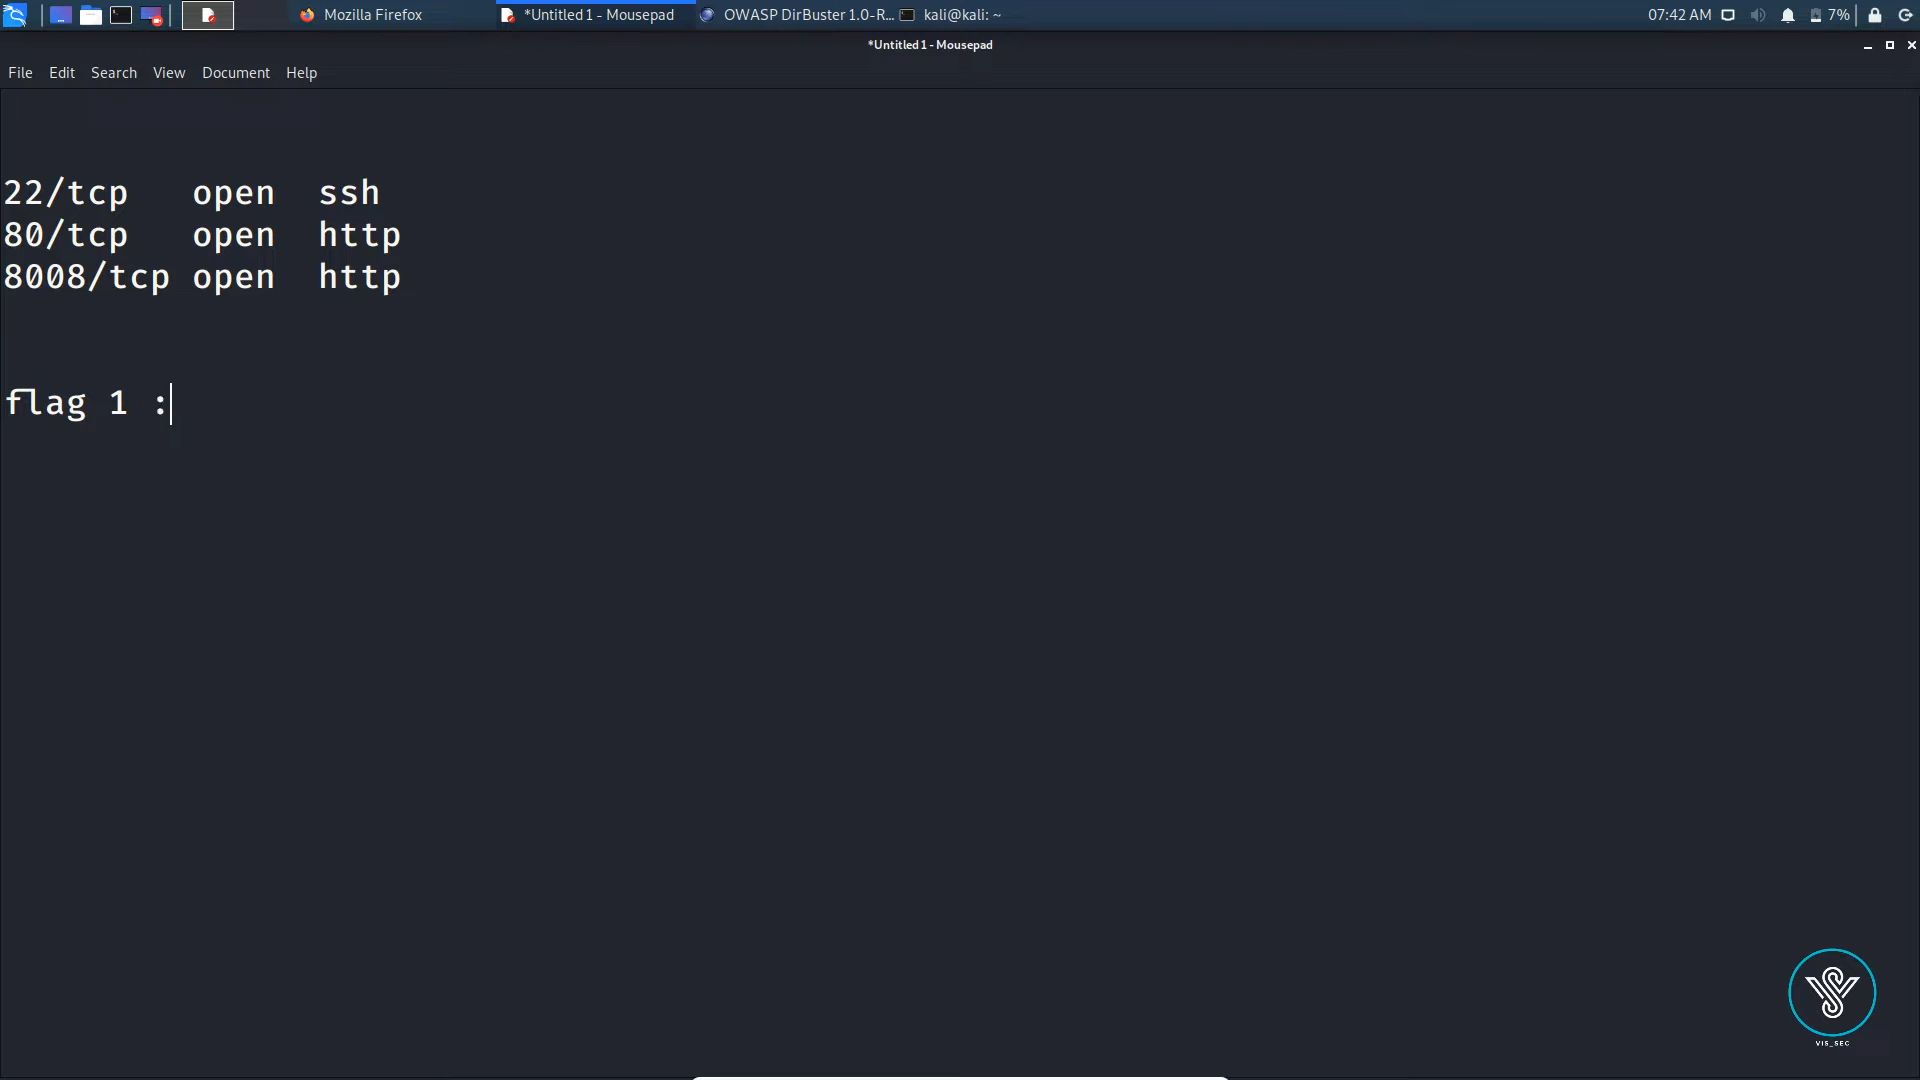 Mozilla Firefox
*Untitled 1 - Mousepad
OWASP DirBuster 1.0-R...
kali@kali: ~
07:42 AM
7%
*Untitled 1 - Mousepad
File Edit Search View Document Help
22/tcp open ssh
80/tcp open http
8008/tcp open http
flag 1 :
VIS_SEC